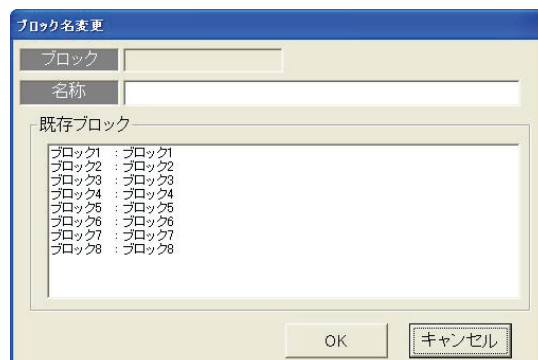 ブロック名変更
ブロック
名称
既存ブロック
ブロック1 : ブロック1
ブロック2 : ブロック2
ブロック3 : ブロック3
ブロック4 : ブロック4
ブロック5 : ブロック5
ブロック6 : ブロック6
ブロック7 : ブロック7
ブロック8 : ブロック8
OK キャンセル